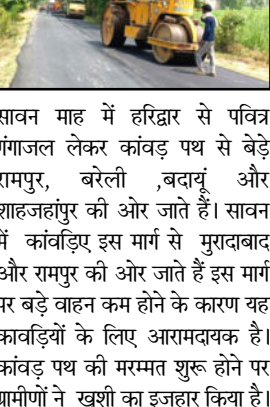 सावन माह में हरिद्वार से पवित्र
गंगाजल लेकर कांवड़ पथ से बेड़े
रामपुर, बरेली ,बदायूं और
शाहजहांपुर की ओर जाते हैं। सावन
में कांवड़िए इस मार्ग से मुरादाबाद
और रामपुर की ओर जाते हैं इस मार्ग
पर बड़े वाहन कम होने के कारण यह
कावड़ियों के लिए आरामदायक है।
कांवड़ पथ की मरम्मत शुरू होने पर
ग्रामीणों ने खुशी का इजहार किया है।